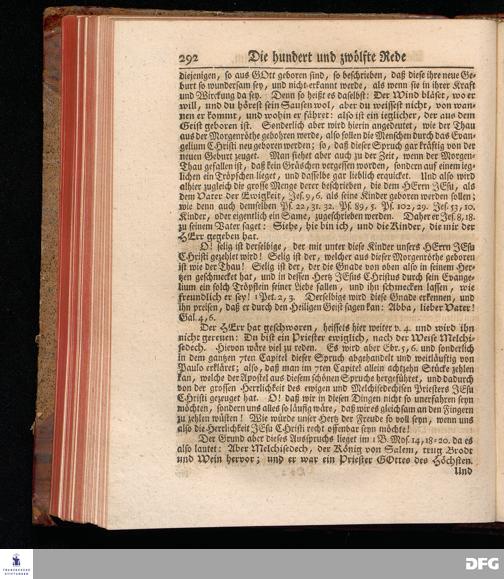 292 Die hundert und zwölfte Rede
diejenigen, so aus GOtt geboren sind, so beschrieben, daß diese ihre neue Ge-
burt so wundersam sey, und nicht erkannt werde, als wenn sie in ihrer Kraft
und Wirckung da sey. Denn so heißt es daselbst: Der Wind bläset, wo er
will, und du hörest sein Sausen wol, aber du weissest nicht, von wan-
nen er kommt, und wohin er fähret: also ist ein ieglicher, der aus dem
Geist geboren ist. Sonderlich aber wird hierin angedeutet, wie der Thau
aus der Morgenröthe gebohren werde, also sollen die Menschen durch das Evan-
gelium Christi neu geboren werden; so, daß dieser Spruch gar kräftig von der
neuen Geburt zeuget. Man siehet aber auch zu der Zeit, wenn der Morgen-
Thau gefallen ist, daß kein Gräschen vergessen worden, sondern auf einem ieg-
lichen ein Tröpschen lieget, und dasselbe gar lieblich erquicket. Und also wird
alhier zugleich die grosse Menge derer beschrieben, die dem HErrn JEsu, als
dem Vater der Ewigkeit, Jes. 9, 6. als seine Kinder geboren werden sollen;
wie denn auch demselben Ps. 22, 31. 32. Ps. 89, 5. Ps. 102, 29. Jes. 53, 10.
Kinder, oder eigentlich ein Same, zugeschrieben werden. Daher er Jes. 8, 18.
zu seinem Vater saget: Siehe, hie bin ich, und die Kinder, die mir der
HErr gegeben hat.
O! selig ist derselbige, der mit unter diese Kinder unsers HErrn JEsu
Christi gezehlet wird! Selig ist der, welcher aus dieser Morgenröthe geboren
ist wie der Thau! Selig ist der, der die Gnade von oben also in seinem Her-
tzen geschmecket hat, und in dessen Hertz JEsus Christus durch sein Evange-
lium ein solch Tröpslein seiner Liebe fallen, und ihn schmecken lassen, wie
freundlich er sey! 1 Pet. 2, 3. Derselbige wird diese Gnade erkennen, und
ihn preisen, daß er durch den Heiligen Geist sagen kan: Abba, lieber Vater!
Gal. 4, 6.
Der HErr hat geschworen, heissets hier weiter v. 4. und wird ihn
nicht gereuen: Du bist ein Priester ewiglich, nach der Weise Melchi-
sedech. Hievon wäre viel zu reden. Es wird aber Ebr. 5, 6. und sonderlich
in dem gantzen 7ten Capitel dieser Spruch abgehandelt und weitläuftig von
Paulo erkläret; also, daß man im 7ten Capitel allein achtzehn Stücke zehlen
kan, welche der Apostel aus diesem schönen Spruche hergeführet, und dadurch
von der grossen Herrlichkeit des ewigen und Melchisedechschen Priesters JEsu
Christi gezeuget hat. O! daß wir in diesen Dingen nicht so unerfahren seyn
möchten, sondern uns alles so läuffig wäre, daß wir es gleichsam an den Fingern
zu zehlen wüsten! Wie würde unser Hertz der Freude so voll seyn, wenn uns
also die Herrlichkeit JEsu Christi recht offenbar seyn möchte!
Der Grund aber dieses Ausspruchs lieget im 1 B. Mos. 14, 18-20. da es
also lautet: Aber Melchisedech, der König von Salem, trug Brodt
und Wein hervor; und er war ein Priester GOttes des Höchsten.
Und
FRANCKESCHE STIFTUNGEN
DFG